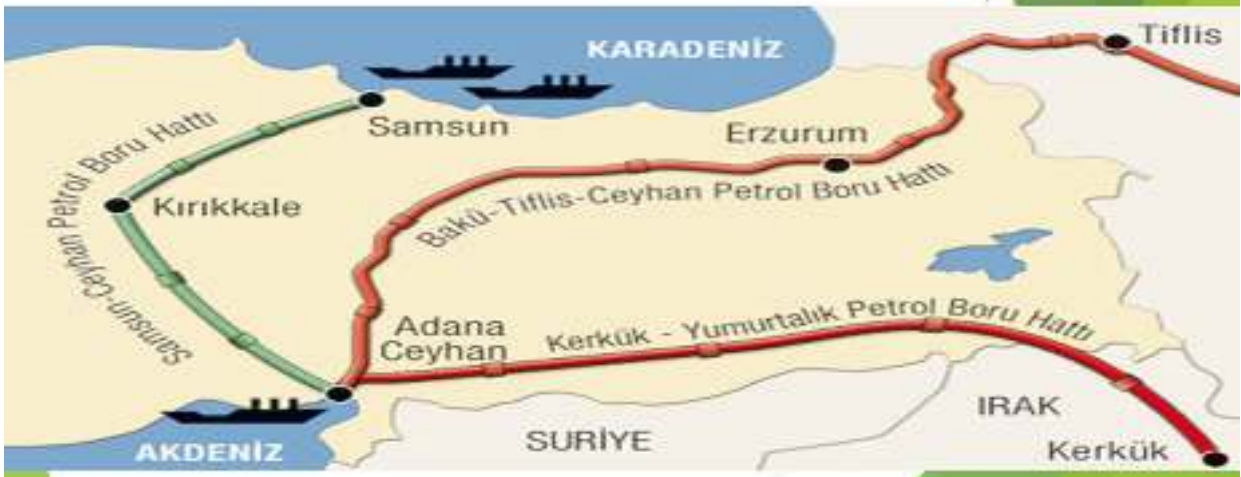 KARADENİZ
Tiflis
Samsun
Erzurum
Samsun-Ceyhan Petrol Boru Hattı
Kırıkkale
Bakü-Tiflis-Ceyhan Petrol Boru Hattı
Adana
Ceyhan
Kerkük - Yumurtalık Petrol Boru Hattı
IRAK
SURİYE
AKDENİZ
Kerkük